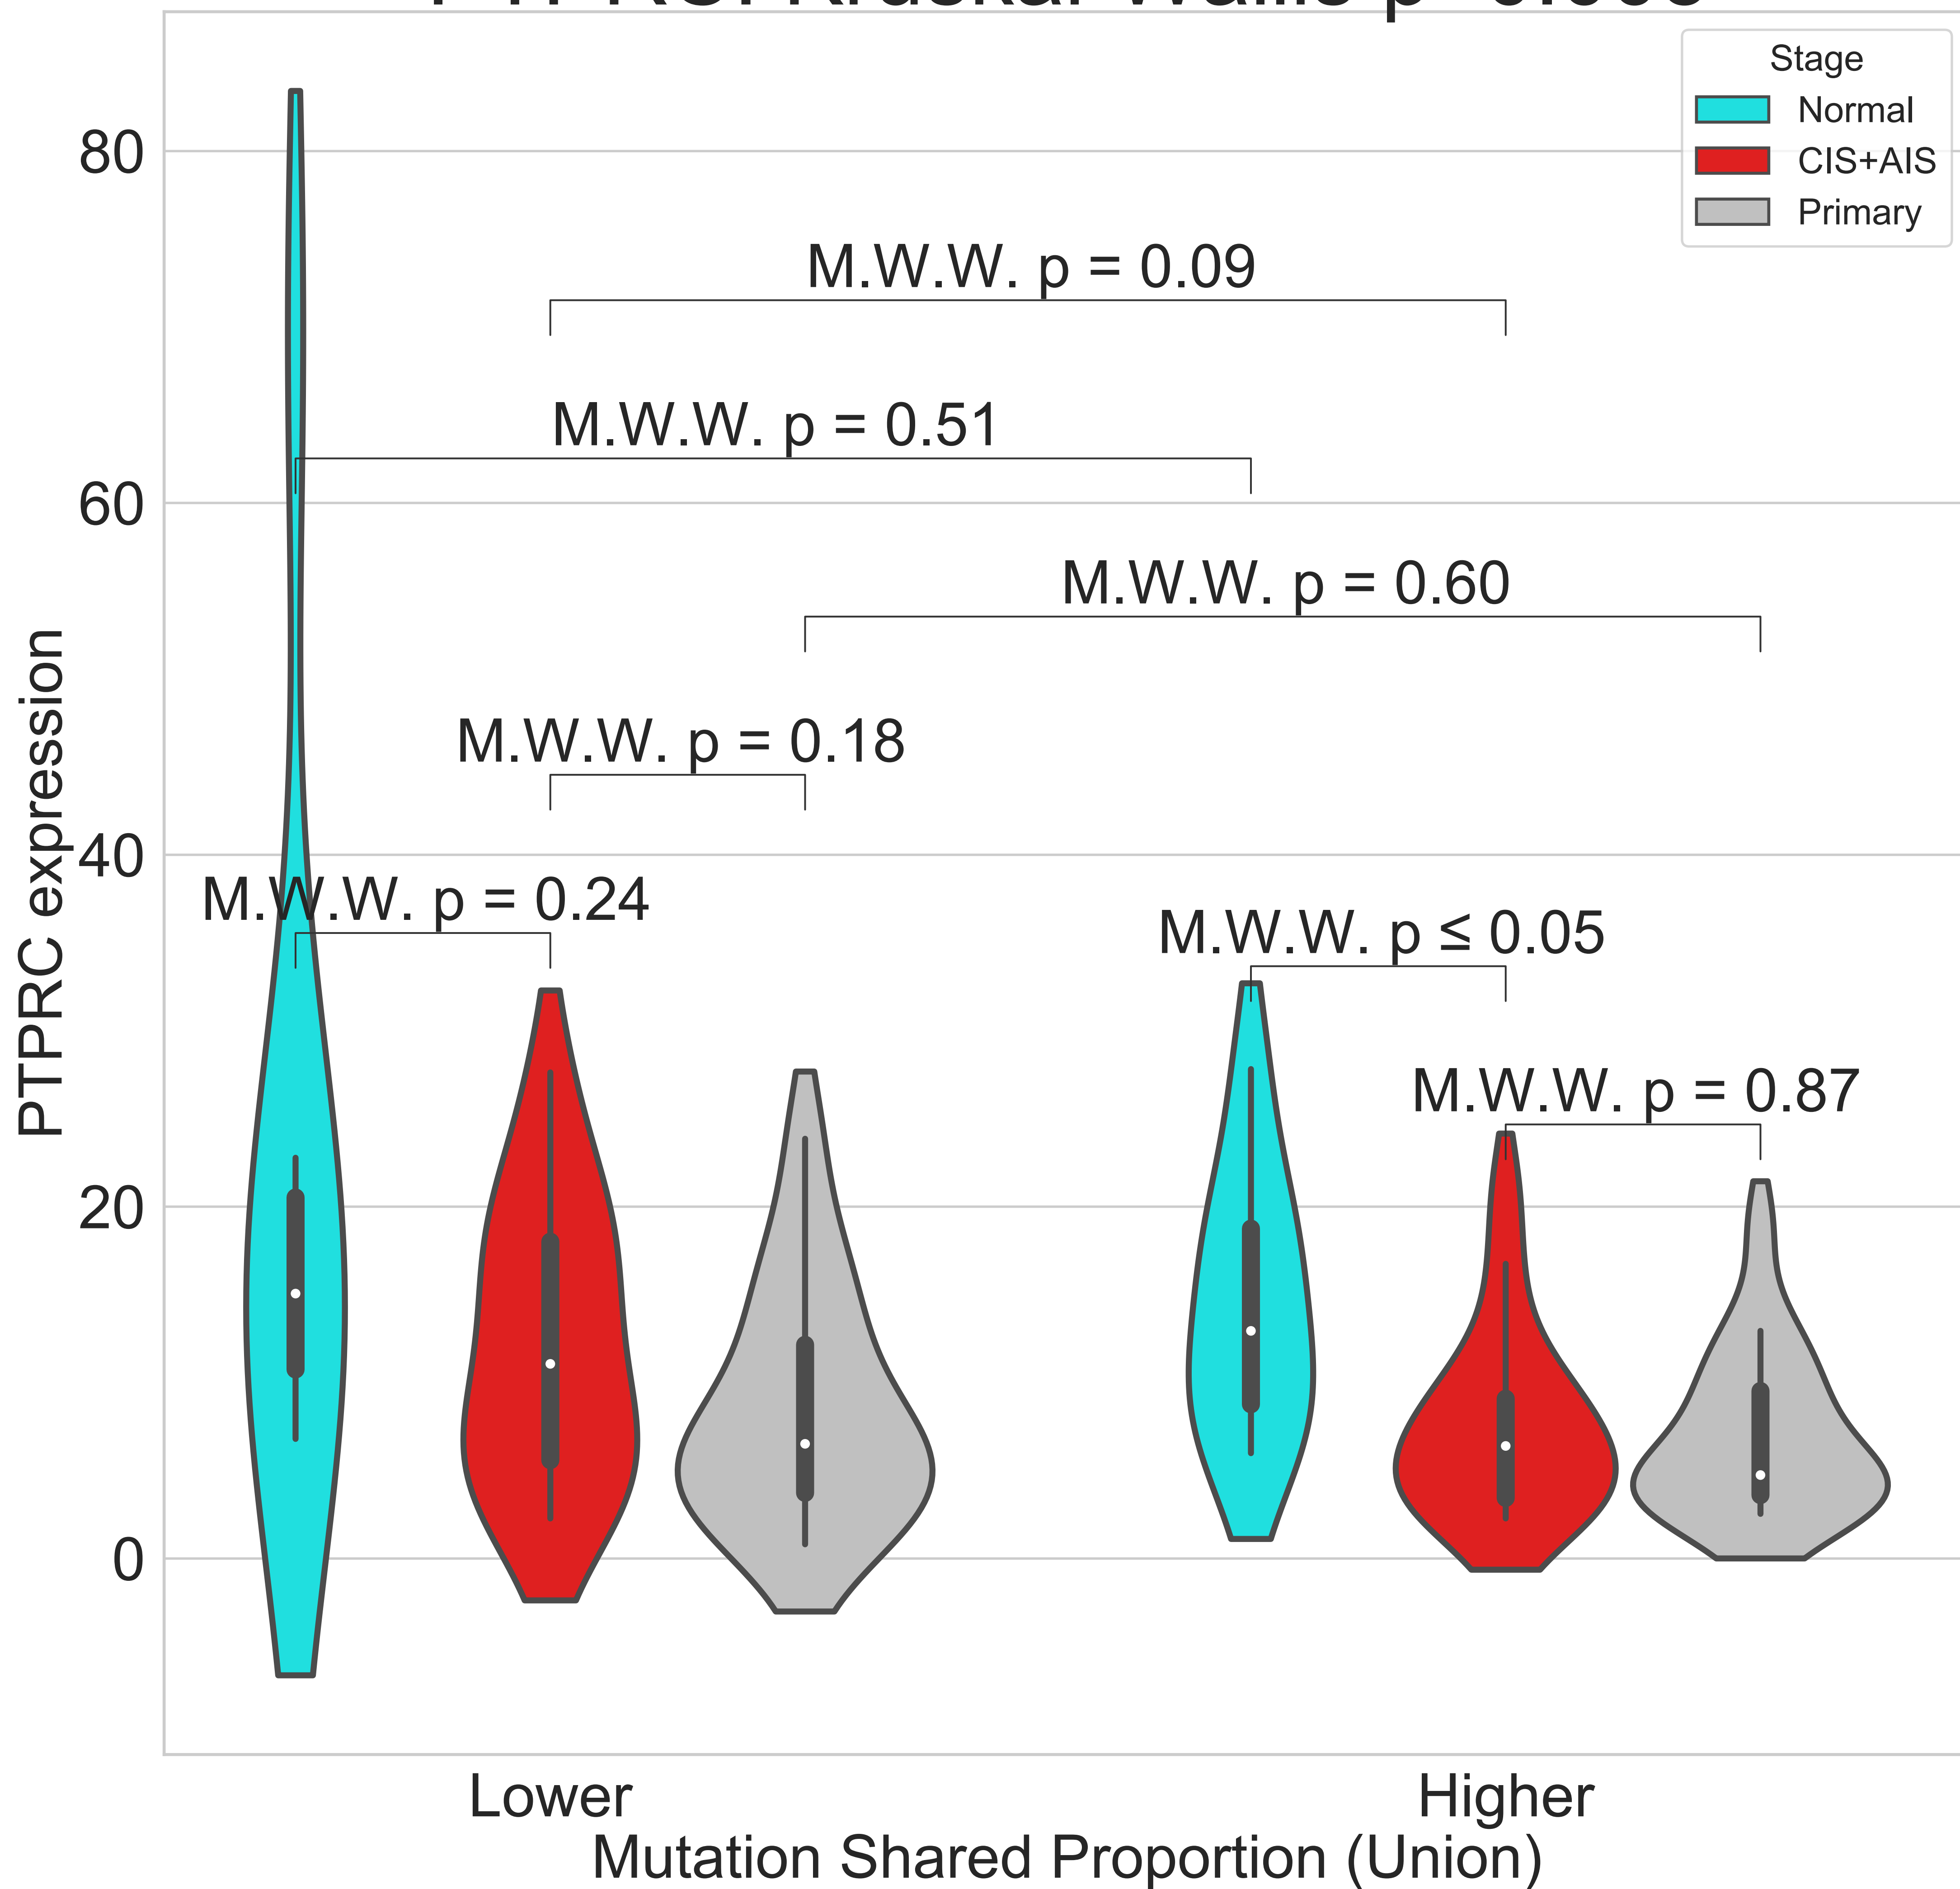 Stage
Normal
CIS+AIS
Primary
80
60
40
20
0
PTPRC expression
M.W.W. p = 0.09
M.W.W. p = 0.51
M.W.W. p = 0.60
M.W.W. p = 0.18
M.W.W. p = 0.24
M.W.W. p ≤ 0.05
M.W.W. p = 0.87
Lower
Higher
Mutation Shared Proportion (Union)